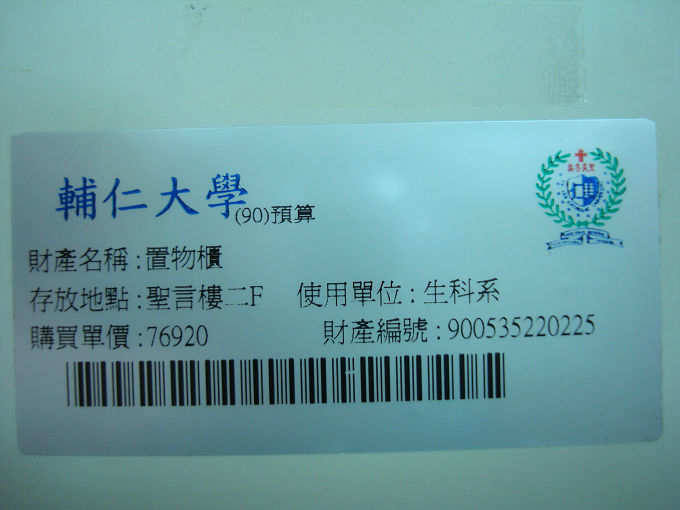 輔仁大學(90)預算
財產名稱:置物櫃
存放地點:聖言樓二F 使用單位:生科系
購買單價:76920 財產編號:900535220225